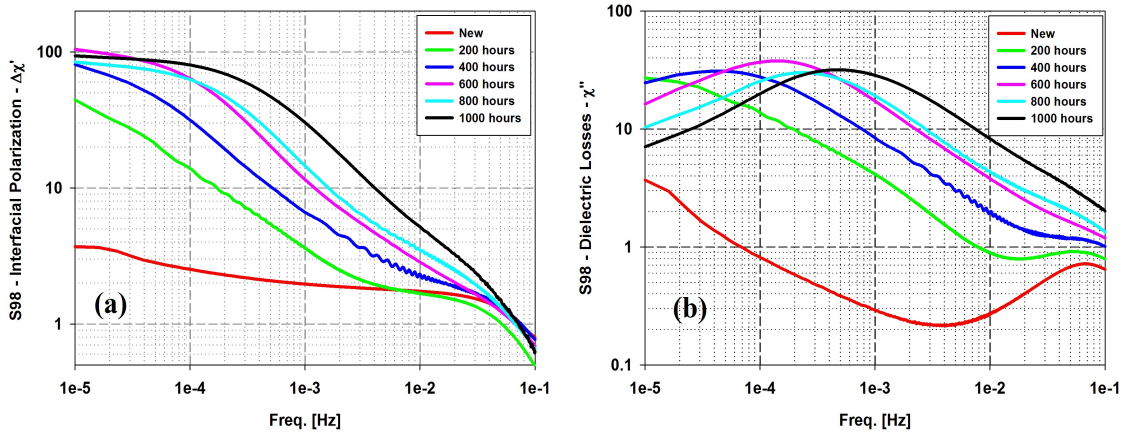 S98 - Interfacial Polarization - Δχ'
100
10
1
1e-5
1e-4
1e-3
1e-2
1e-1
Freq. [Hz]
New
200 hours
400 hours
600 hours
800 hours
1000 hours
(a)
S98 - Dielectric Losses - χ"
100
10
1
0.1
1e-5
1e-4
1e-3
1e-2
1e-1
Freq. [Hz]
New
200 hours
400 hours
600 hours
800 hours
1000 hours
(b)